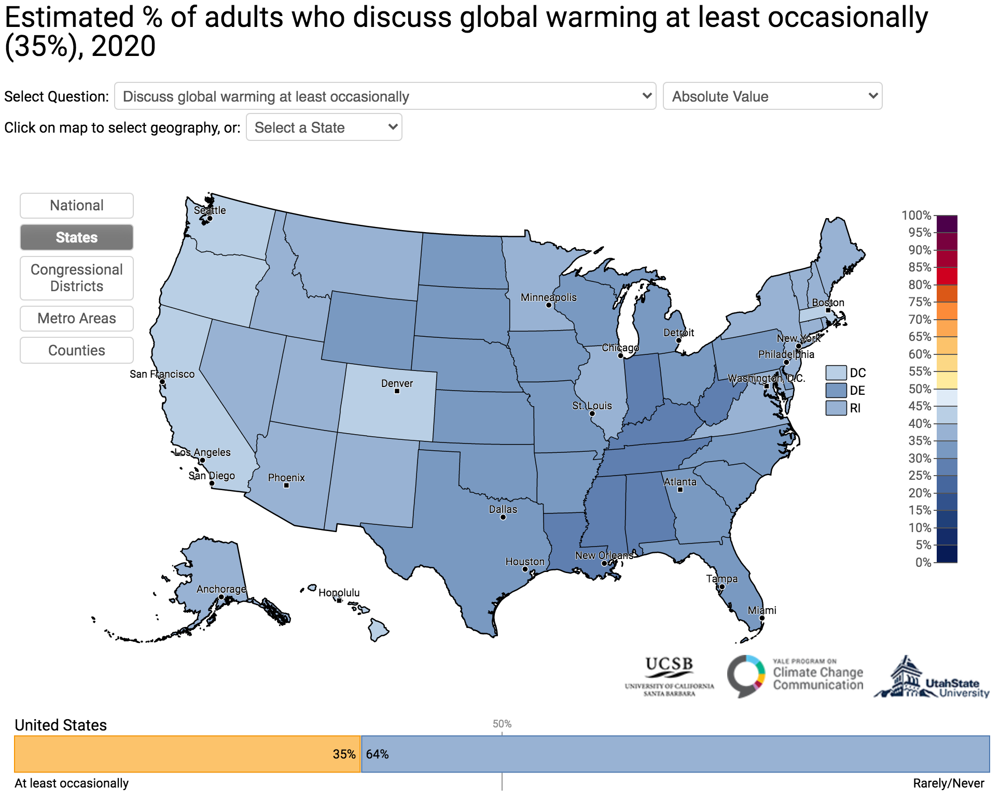 Estimated % of adults who discuss global warming at least occasionally
(35%), 2020
Select Question: Discuss global warming at least occasionally Absolute Value
Click on map to select geography, or: Select a State
National
States
Congressional
Districts
Metro Areas
Counties
Seattle
Minneapolis
Boston
Detroit
New York
Chicago
Philadelphia
San Francisco
Denver
Washington, D.C.
St. Louis
Los Angeles
San Diego
Phoenix
Atlanta
Dallas
New Orleans
Houston
Tampa
Anchorage
Honolulu
Miami
DC
DE
RI
100%
95%
90%
85%
80%
75%
70%
65%
60%
55%
50%
45%
40%
35%
30%
25%
20%
15%
10%
5%
0%
UCSB
UNIVERSITY OF CALIFORNIA
SANTA BARBARA
YALE PROGRAM ON
Climate Change
Communication
UtahState
University
United States
50%
35% 64%
At least occasionally Rarely/Never